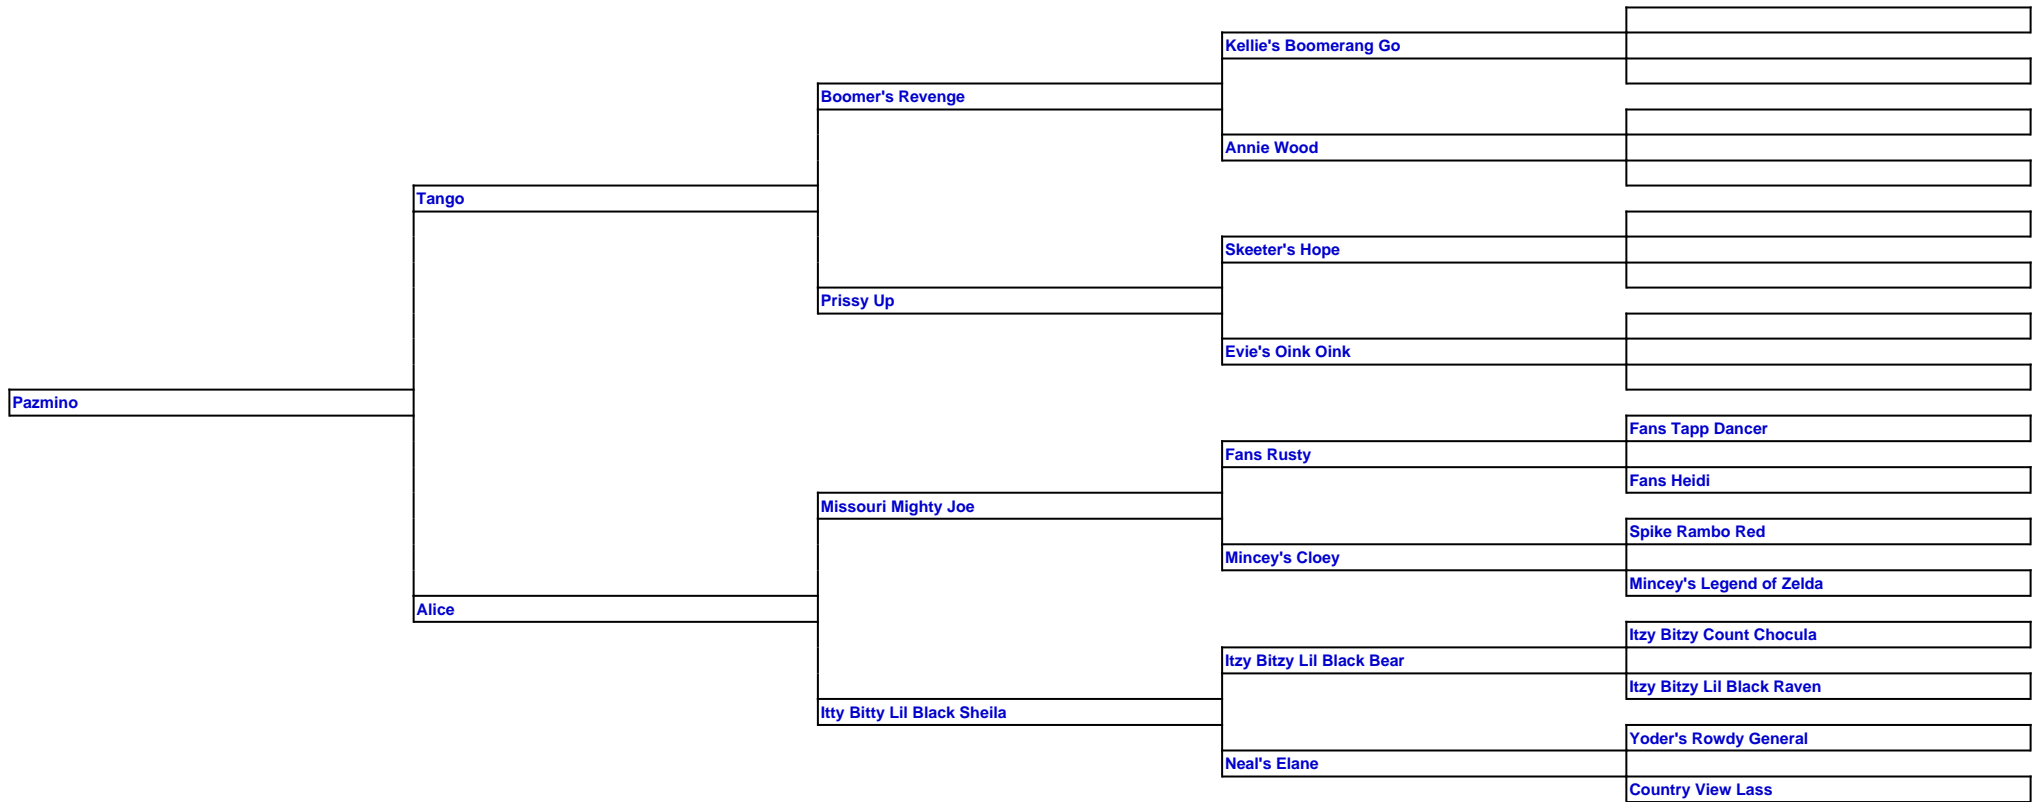 Kellie's Boomerang Go
Boomer's Revenge
Annie Wood
Tango
Skeeter's Hope
Prissy Up
Evie's Oink Oink
Pazmino
Fans Tapp Dancer
Fans Rusty
Fans Heidi
Missouri Mighty Joe
Spike Rambo Red
Mincey's Cloey
Mincey's Legend of Zelda
Alice
Itzy Bitzy Count Chocula
Itzy Bitzy Lil Black Bear
Itzy Bitzy Lil Black Raven
Itty Bitty Lil Black Sheila
Yoder's Rowdy General
Neal's Elane
Country View Lass